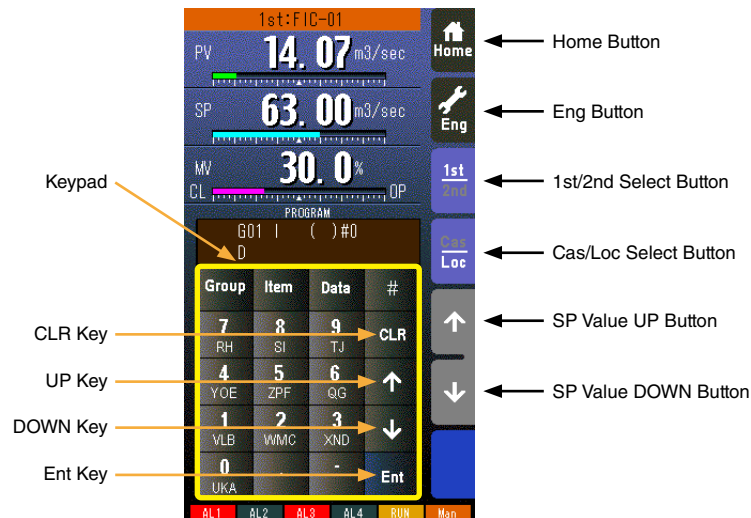 1st:FIC-01
PV 14.07 m3/sec
SP 63.00 m3/sec
MV 30.0 %
CL OP
PROGRAM
G01 I ( )#0
D
Group Item Data #
7 8 9 CLR
RH SI TJ
4 5 6 ↑
YOE ZPF QG
1 2 3 ↓
VLB WMC XND
0 . - Ent
UKA
AL1 AL2 AL3 AL4 RUN Man
Home
Eng
1st
2nd
Cas
Loc
↑
↓
Keypad
CLR Key
UP Key
DOWN Key
Ent Key
Home Button
Eng Button
1st/2nd Select Button
Cas/Loc Select Button
SP Value UP Button
SP Value DOWN Button